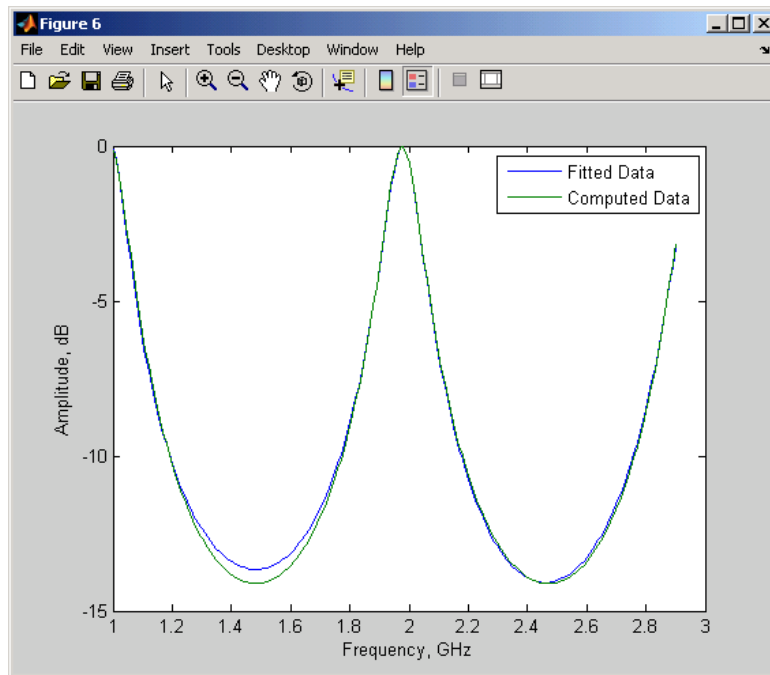 Figure 6
File Edit View Insert Tools Desktop Window Help
Fitted Data
Computed Data
0
-5
-10
-15
Amplitude, dB
1 1.2 1.4 1.6 1.8 2 2.2 2.4 2.6 2.8 3
Frequency, GHz